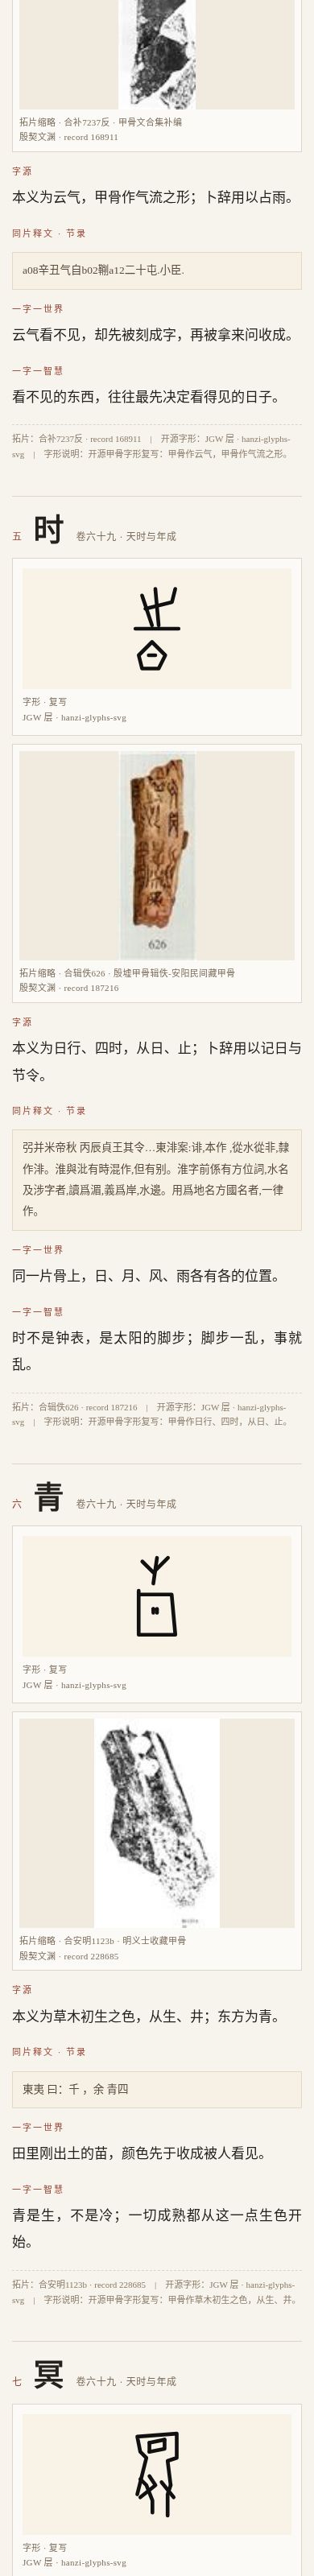 拓片缩略 · 合补7237反 · 甲骨文合集补编
殷契文渊 · record 168911
字源
本义为云气，甲骨作气流之形；卜辞用以占雨。
同片释文 · 节录
a08辛丑气自b02䚆a12二十屯.小臣.
一字一世界
云气看不见，却先被刻成字，再被拿来问收成。
一字一智慧
看不见的东西，往往最先决定看得见的日子。
拓片：合补7237反 · record 168911 | 开源字形：JGW 层 · hanzi-glyphs-
svg | 字形说明：开源甲骨字形复写：甲骨作云气，甲骨作气流之形。
五 时 卷六十九 · 天时与年成
字形 · 复写
JGW 层 · hanzi-glyphs-svg
626
拓片缩略 · 合辑佚626 · 殷墟甲骨辑佚-安阳民间藏甲骨
殷契文渊 · record 187216
字源
本义为日行、四时，从日、止；卜辞用以记日与
节令。
同片释文 · 节录
弜并米帝秋 丙辰貞王其令…東洰案:诽,本作 ,從水從非,隸
作渄。淮與沘有時混作,但有别。淮字前係有方位詞,水名
及涉字者,讀爲湄,義爲岸,水邊。用爲地名方國名者,一律
作。
一字一世界
同一片骨上，日、月、风、雨各有各的位置。
一字一智慧
时不是钟表，是太阳的脚步；脚步一乱，事就
乱。
拓片：合辑佚626 · record 187216 | 开源字形：JGW 层 · hanzi-glyphs-
svg | 字形说明：开源甲骨字形复写：甲骨作日行、四时，从日、止。
六 青 卷六十九 · 天时与年成
字形 · 复写
JGW 层 · hanzi-glyphs-svg
拓片缩略 · 合安明1123b · 明义士收藏甲骨
殷契文渊 · record 228685
字源
本义为草木初生之色，从生、井；东方为青。
同片释文 · 节录
東夷 曰：千 ，余 青四
一字一世界
田里刚出土的苗，颜色先于收成被人看见。
一字一智慧
青是生，不是冷；一切成熟都从这一点生色开
始。
拓片：合安明1123b · record 228685 | 开源字形：JGW 层 · hanzi-glyphs-
svg | 字形说明：开源甲骨字形复写：甲骨作草木初生之色，从生、井。
七 冥 卷六十九 · 天时与年成
字形 · 复写
JGW 层 · hanzi-glyphs-svg